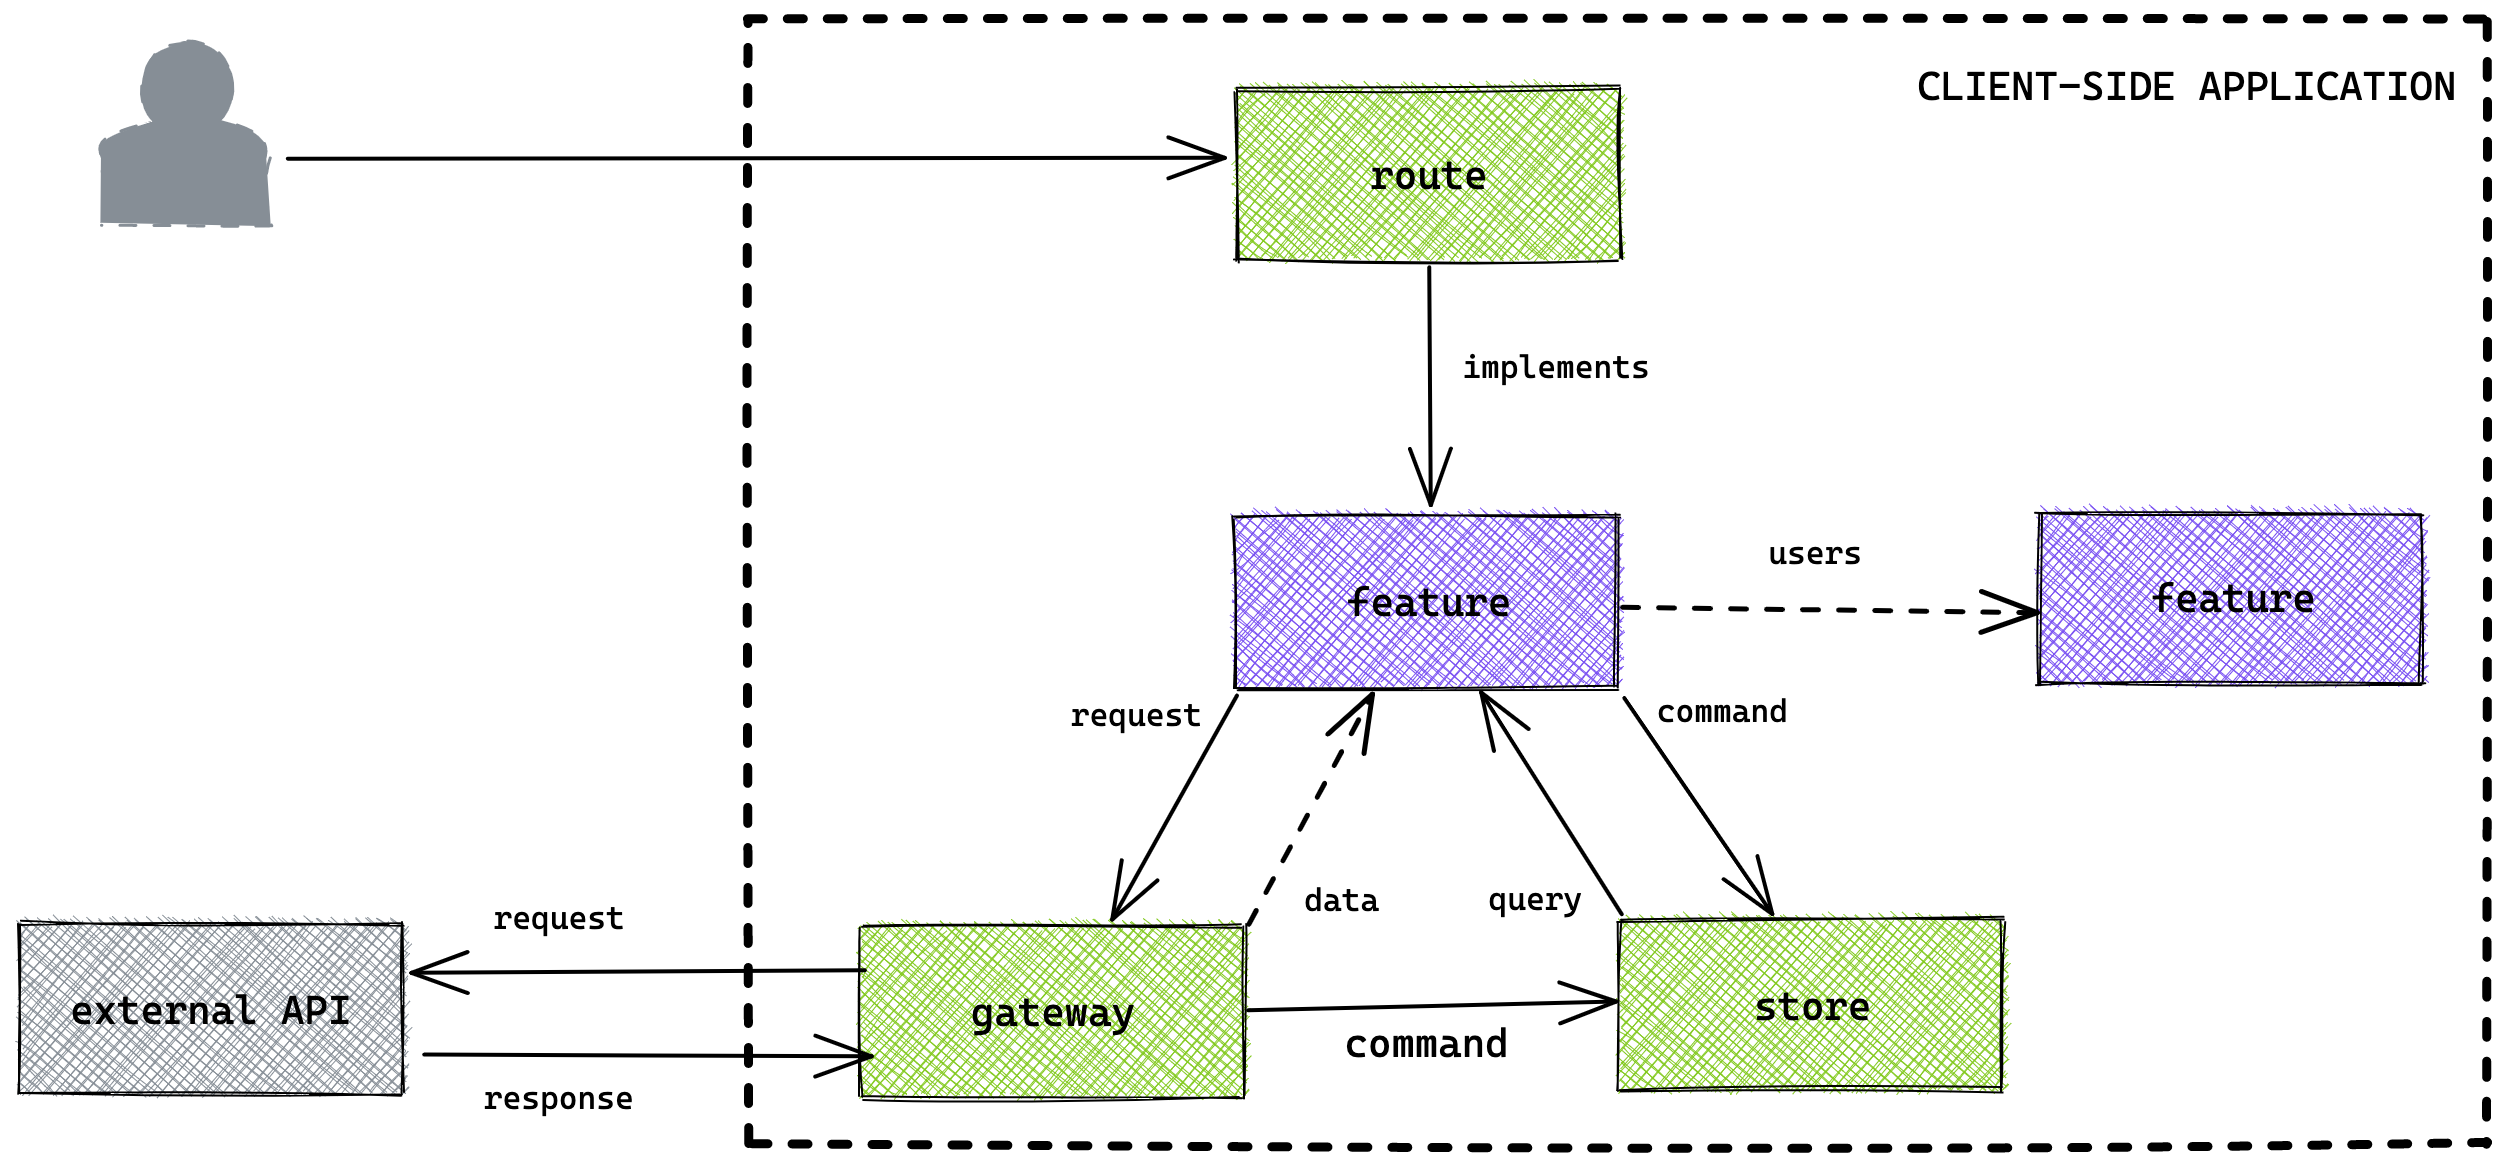 CLIENT-SIDE APPLICATION
route
implements
users
feature
feature
request
command
data
query
request
external API
gateway
store
command
response